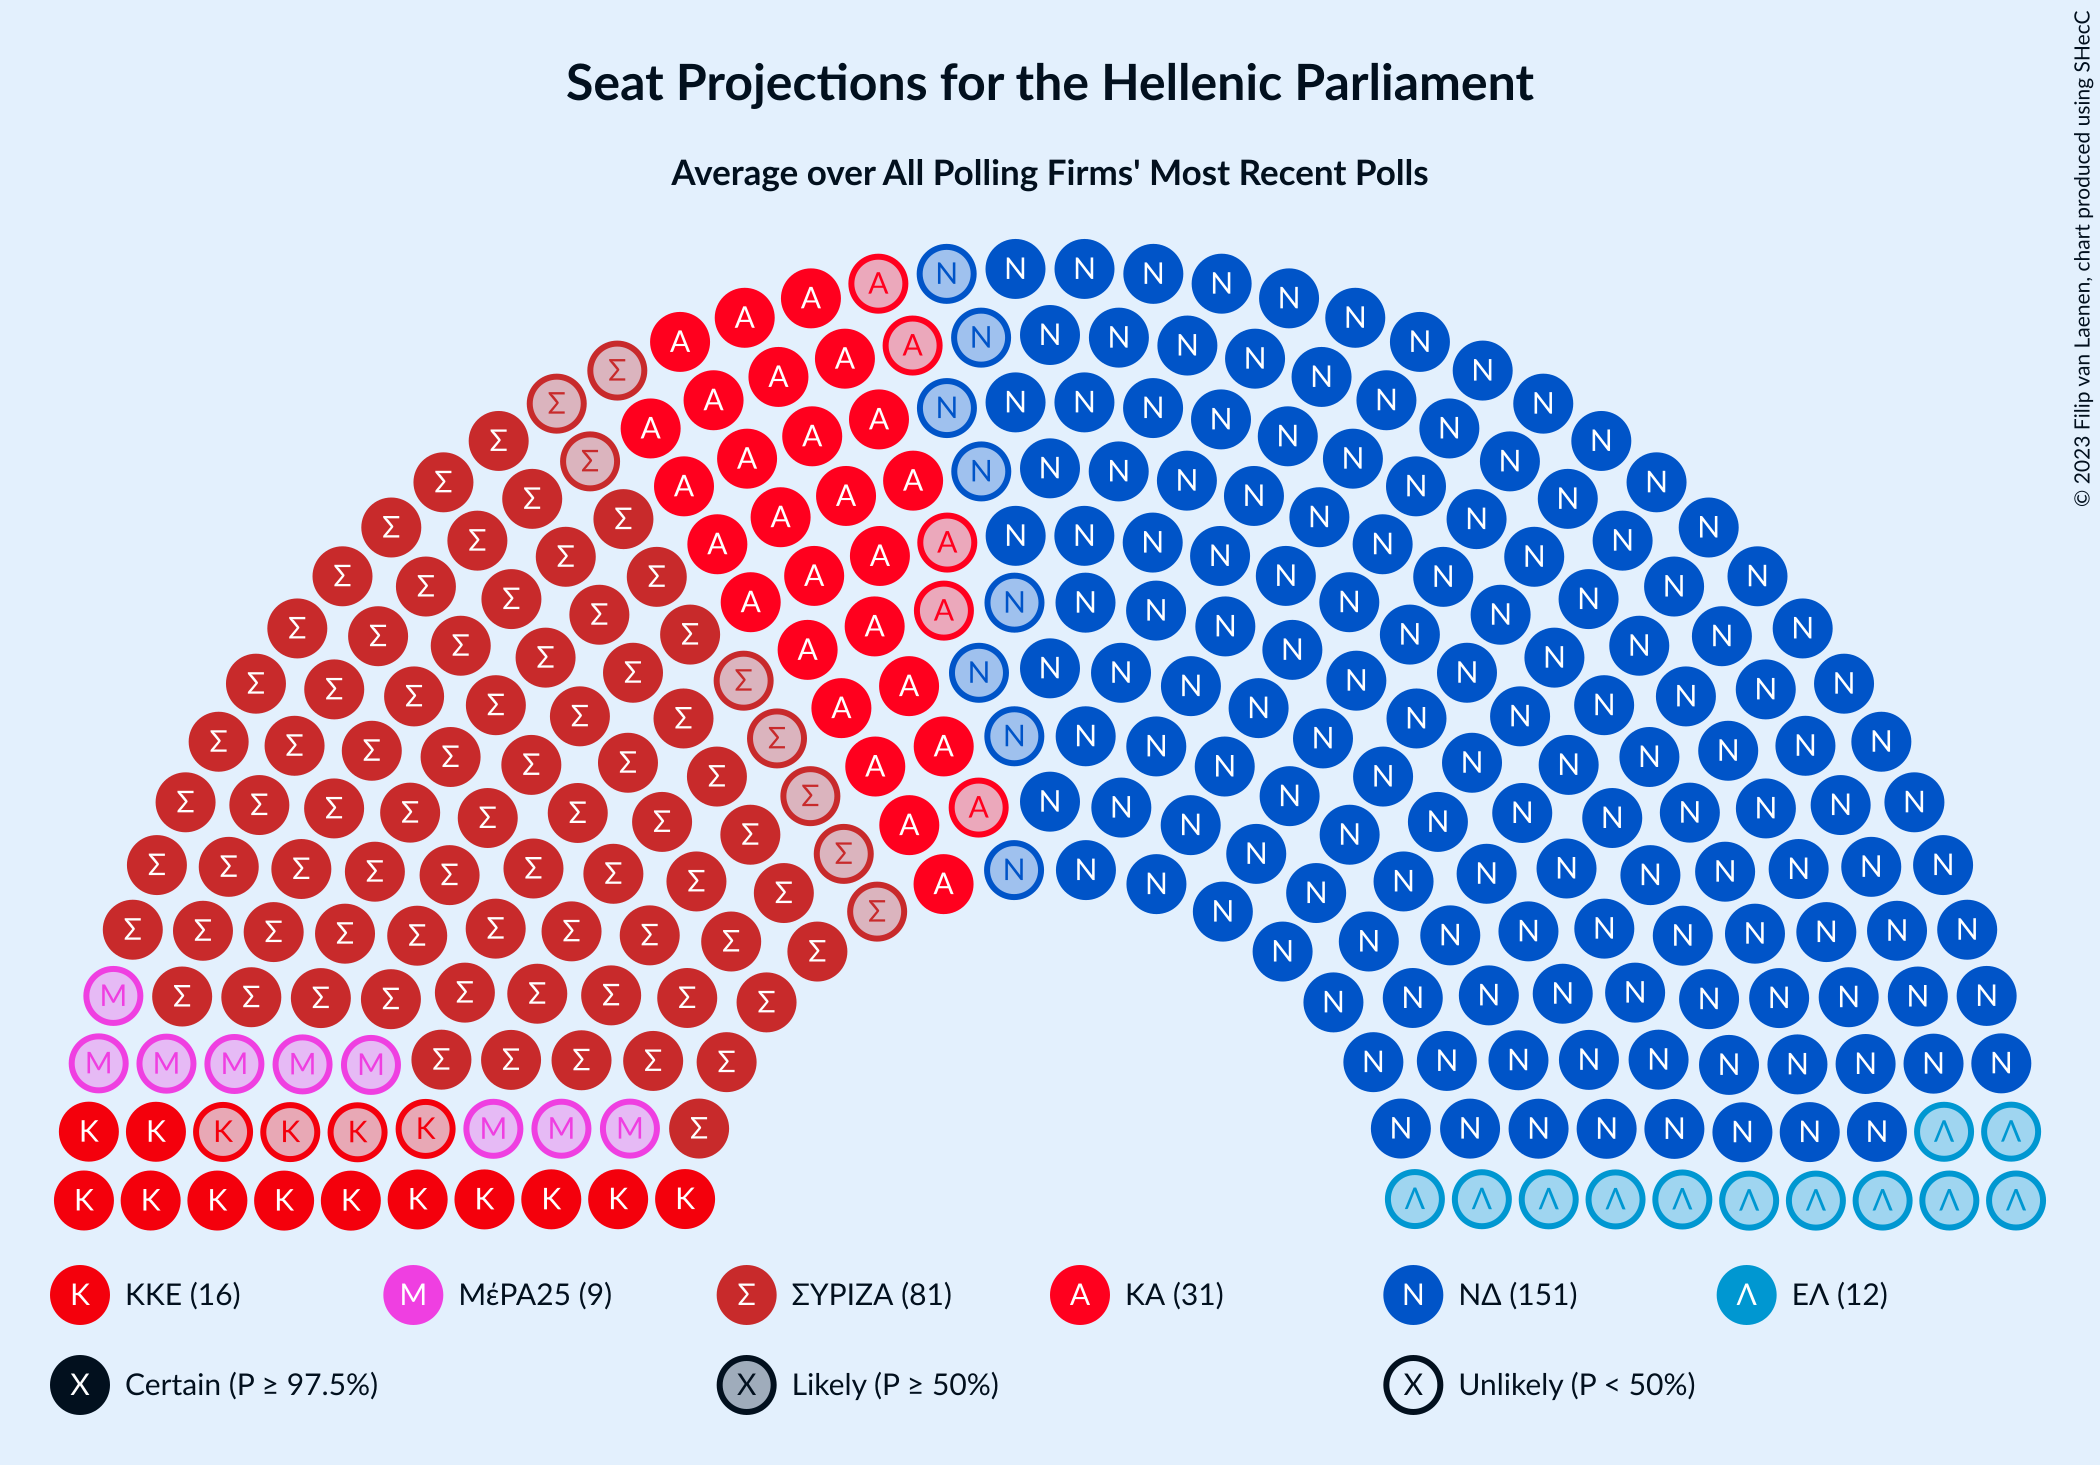 Seat Projections for the Hellenic Parliament
Average over All Polling Firms' Most Recent Polls
© 2023 Filip van Laenen, chart produced using SHecC
Κ ΚΚΕ (16) Μ ΜέΡΑ25 (9) Σ ΣΥΡΙΖΑ (81) Α ΚΑ (31) Ν ΝΔ (151) Λ ΕΛ (12)
X Certain (P ≥ 97.5%) X Likely (P ≥ 50%) X Unlikely (P < 50%)